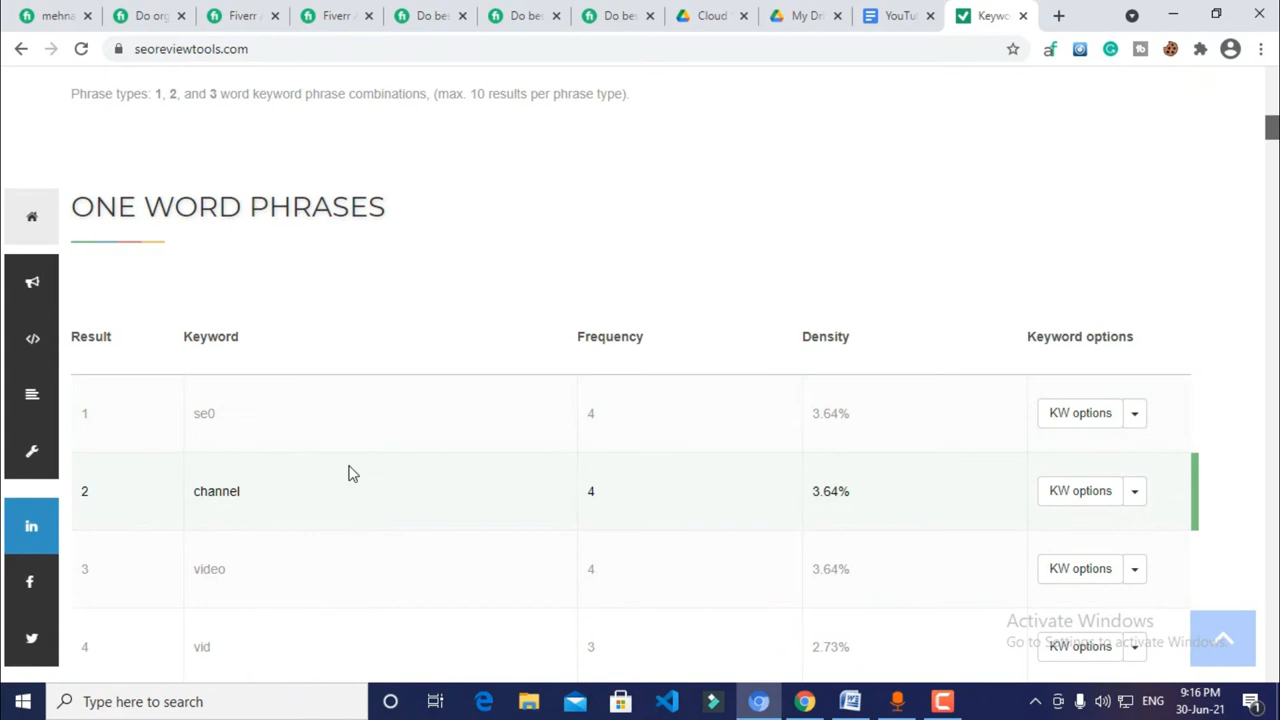 mehna
Do org
Fiverr
Fiverr
Do bes
Do bes
Do bes
Cloud
My Dr
YouTu
Keywo
seoreviewtools.com
Phrase types: 1, 2, and 3 word keyword phrase combinations, (max. 10 results per phrase type).
ONE WORD PHRASES
Result Keyword Frequency Density Keyword options
1 se0 4 3.64% KW options
2 channel 4 3.64% KW options
3 video 4 3.64% KW options
Activate Windows
Go to Settings to activate Windows.
4 vid 3 2.73% KW options
Type here to search
ENG
9:16 PM
30-Jun-21